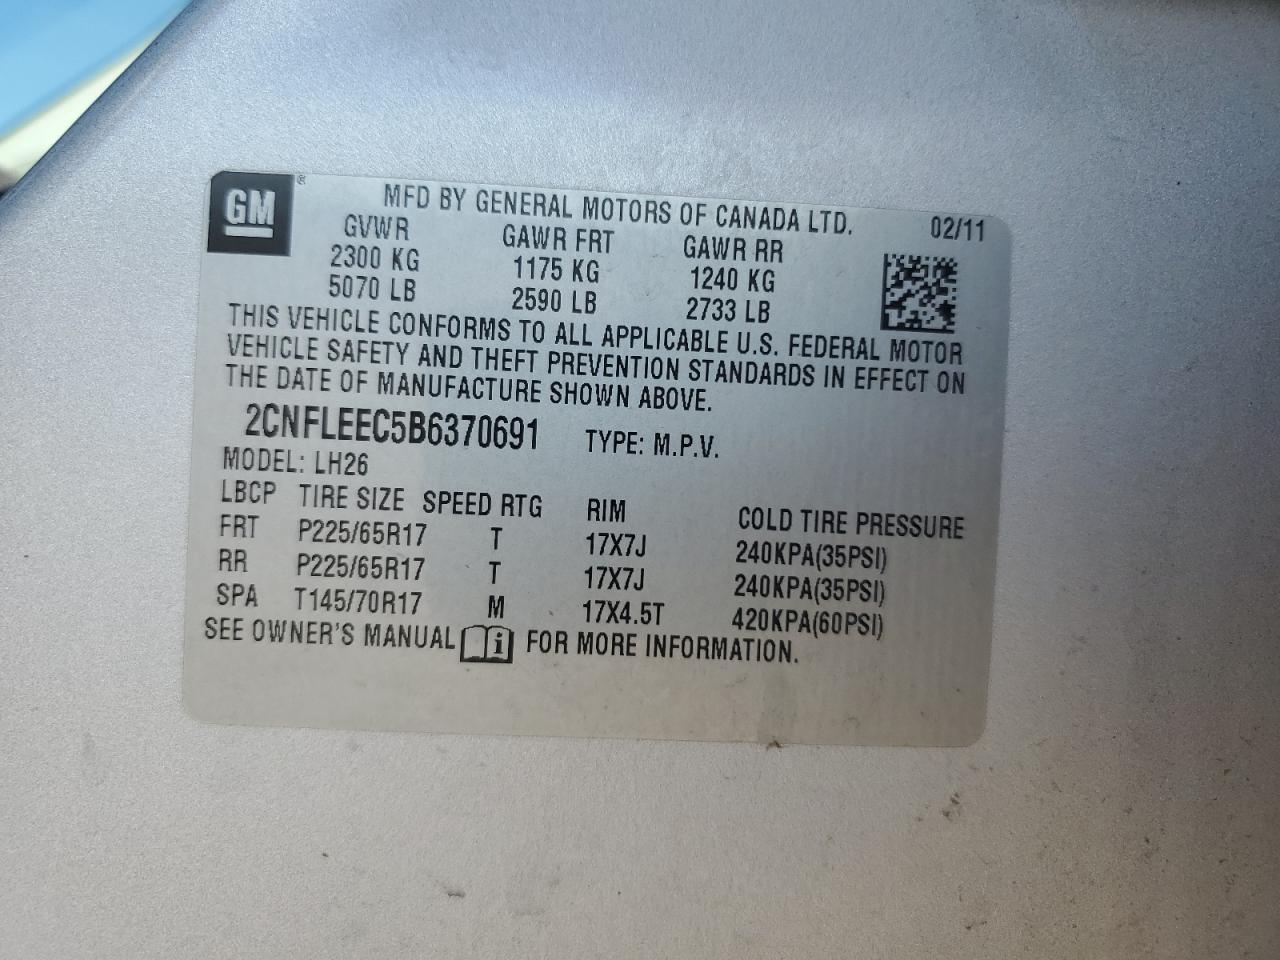 GM ® MFD BY GENERAL MOTORS OF CANADA LTD. 02/11
GVWR GAWR FRT GAWR RR
2300 KG 1175 KG 1240 KG
5070 LB 2590 LB 2733 LB
THIS VEHICLE CONFORMS TO ALL APPLICABLE U.S. FEDERAL MOTOR
VEHICLE SAFETY AND THEFT PREVENTION STANDARDS IN EFFECT ON
THE DATE OF MANUFACTURE SHOWN ABOVE.
2CNFLEEC5B6370691 TYPE: M.P.V.
MODEL: LH26
LBCP TIRE SIZE SPEED RTG RIM COLD TIRE PRESSURE
FRT P225/65R17 T 17X7J 240KPA(35PSI)
RR P225/65R17 T 17X7J 240KPA(35PSI)
SPA T145/70R17 M 17X4.5T 420KPA(60PSI)
SEE OWNER'S MANUAL i FOR MORE INFORMATION.